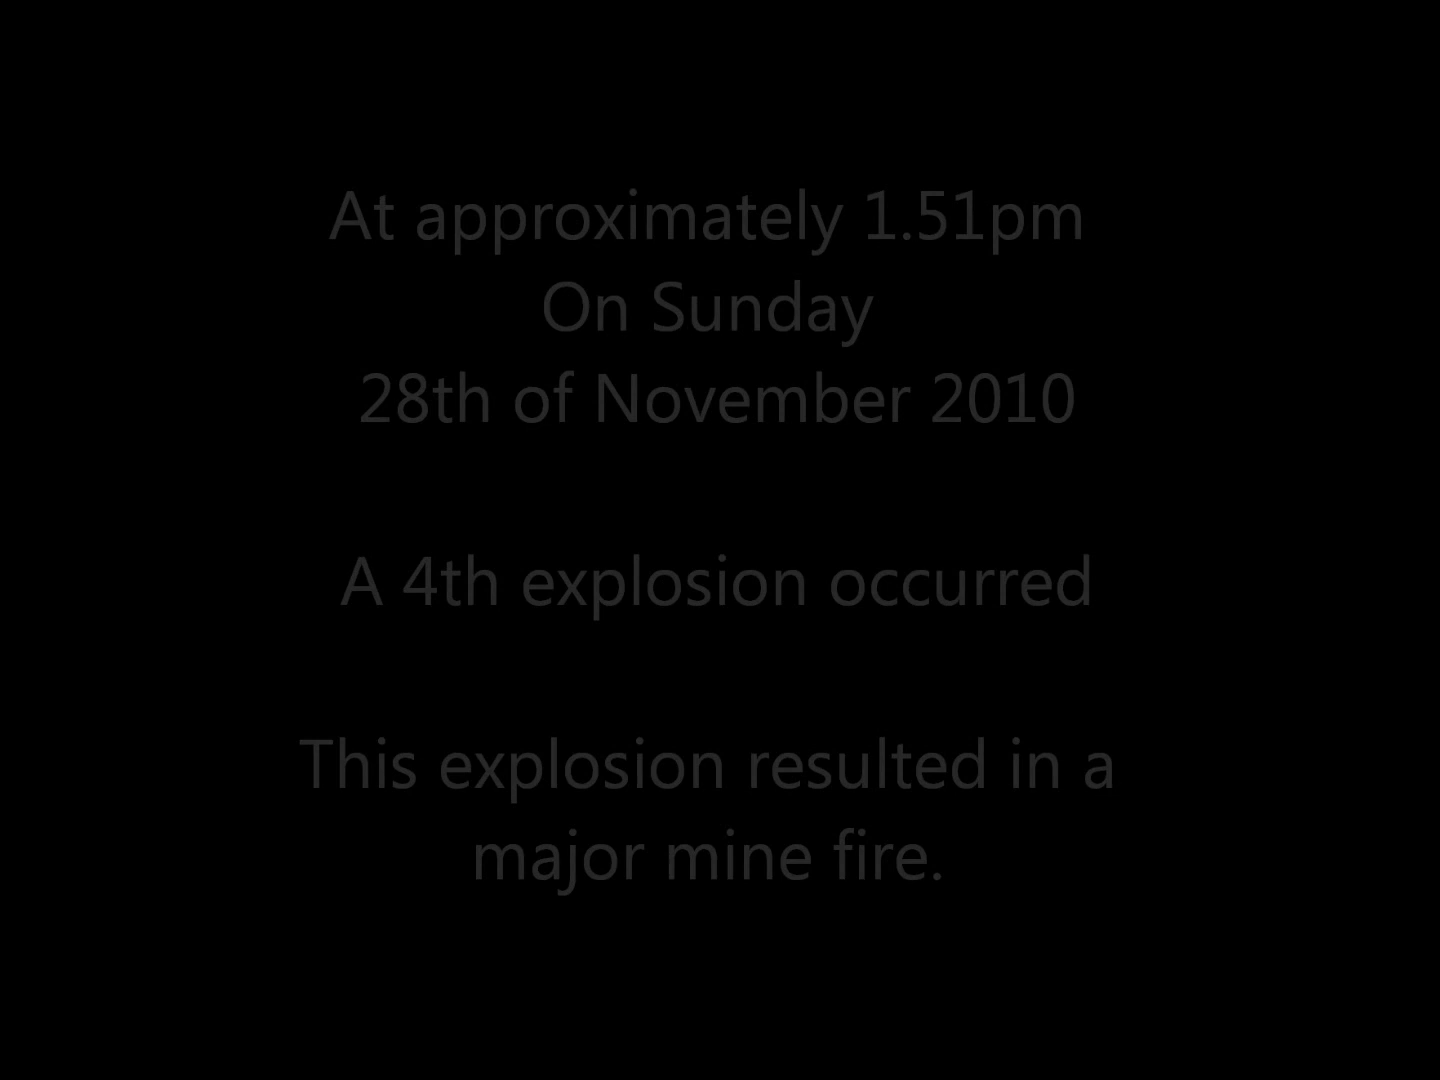 At approximately 1.51pm
On Sunday
28th of November 2010
A 4th explosion occurred
This explosion resulted in a
major mine fire.